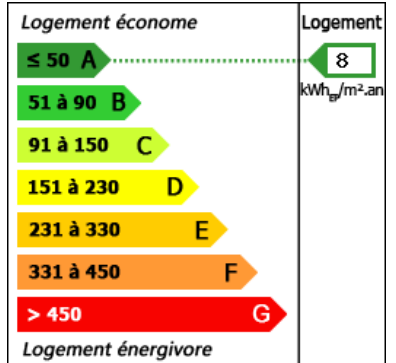 Logement économe
Logement
≤ 50 A
8
kWhEP/m².an
51 à 90 B
91 à 150 C
151 à 230 D
231 à 330 E
331 à 450 F
> 450 G
Logement énergivore